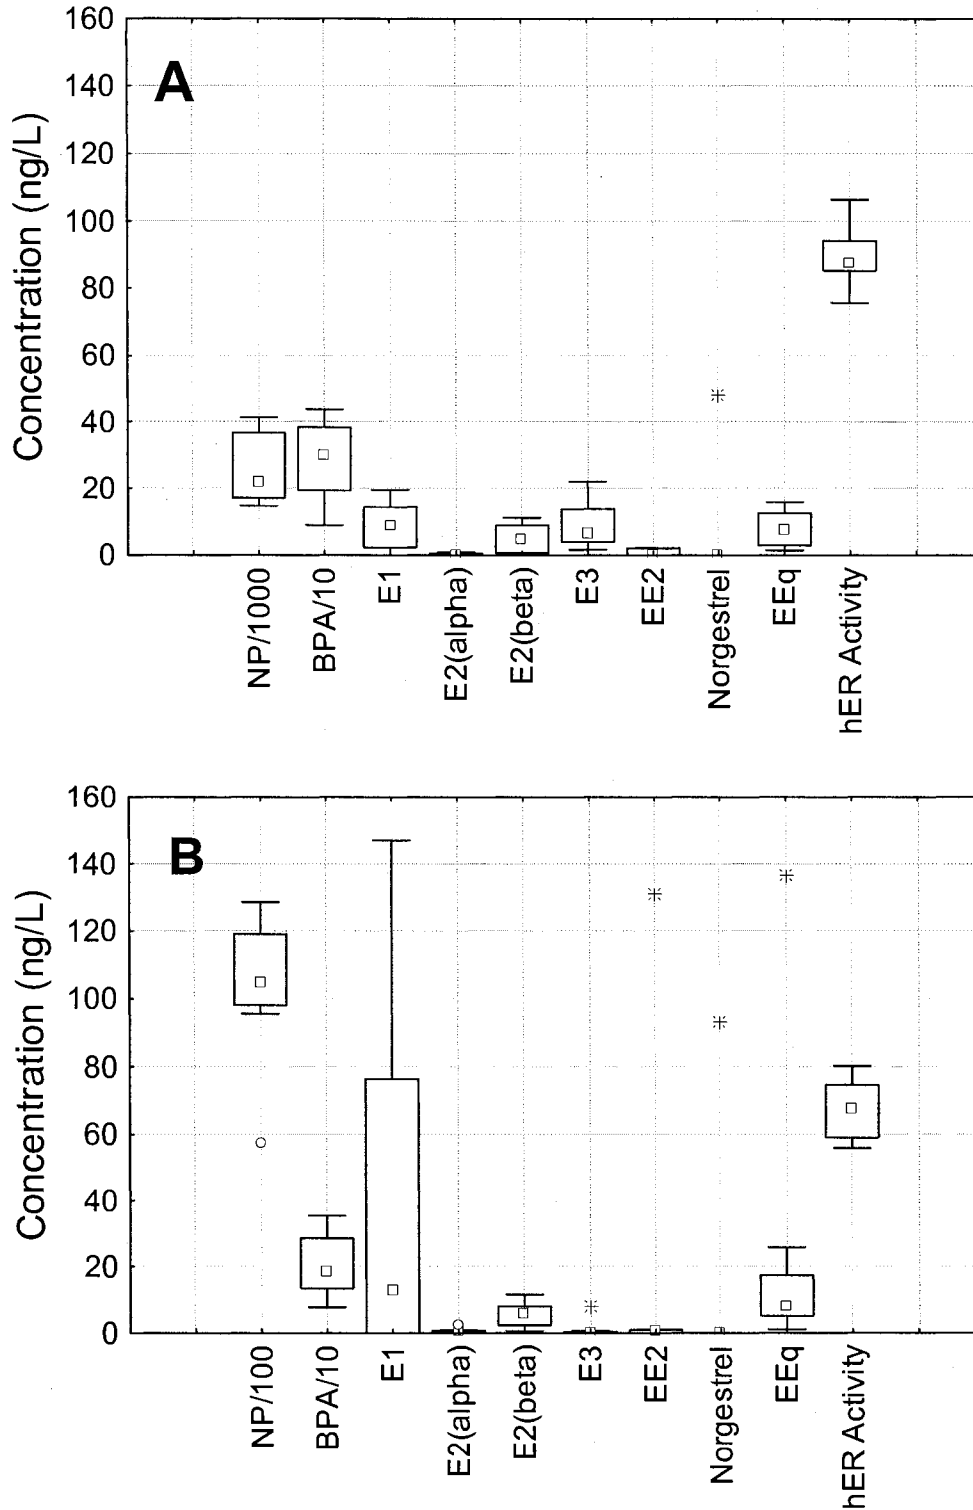 160
A
140
120
100
80
60
40
20
0
Concentration (ng/L)
NP/1000
BPA/10
E1
E2(alpha)
E2(beta)
E3
EE2
Norgestrel
EEq
hER Activity
160
B
140
120
100
80
60
40
20
0
Concentration (ng/L)
NP/100
BPA/10
E1
E2(alpha)
E2(beta)
E3
EE2
Norgestrel
EEq
hER Activity